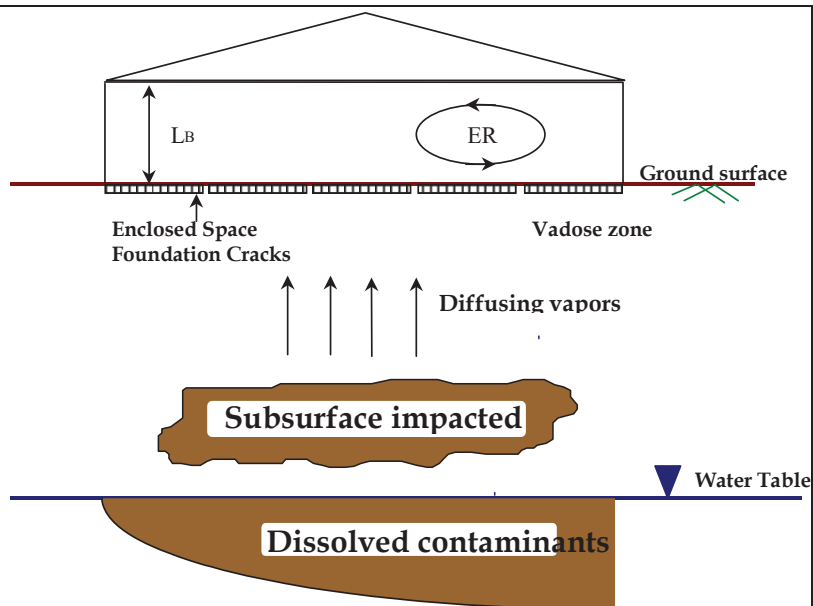 LB
ER
Ground surface
Enclosed Space
Foundation Cracks
Vadose zone
Diffusing vapors
Subsurface impacted
Water Table
Dissolved contaminants